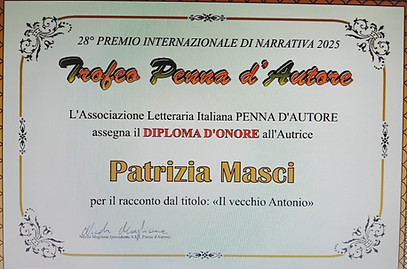 28° PREMIO INTERNAZIONALE DI NARRATIVA 2025
Trofeo Penna d'Autore
L'Associazione Letteraria Italiana PENNA D'AUTORE
assegna il DIPLOMA D'ONORE all'Autrice
Patrizia Masci
per il racconto dal titolo: «Il vecchio Antonio»